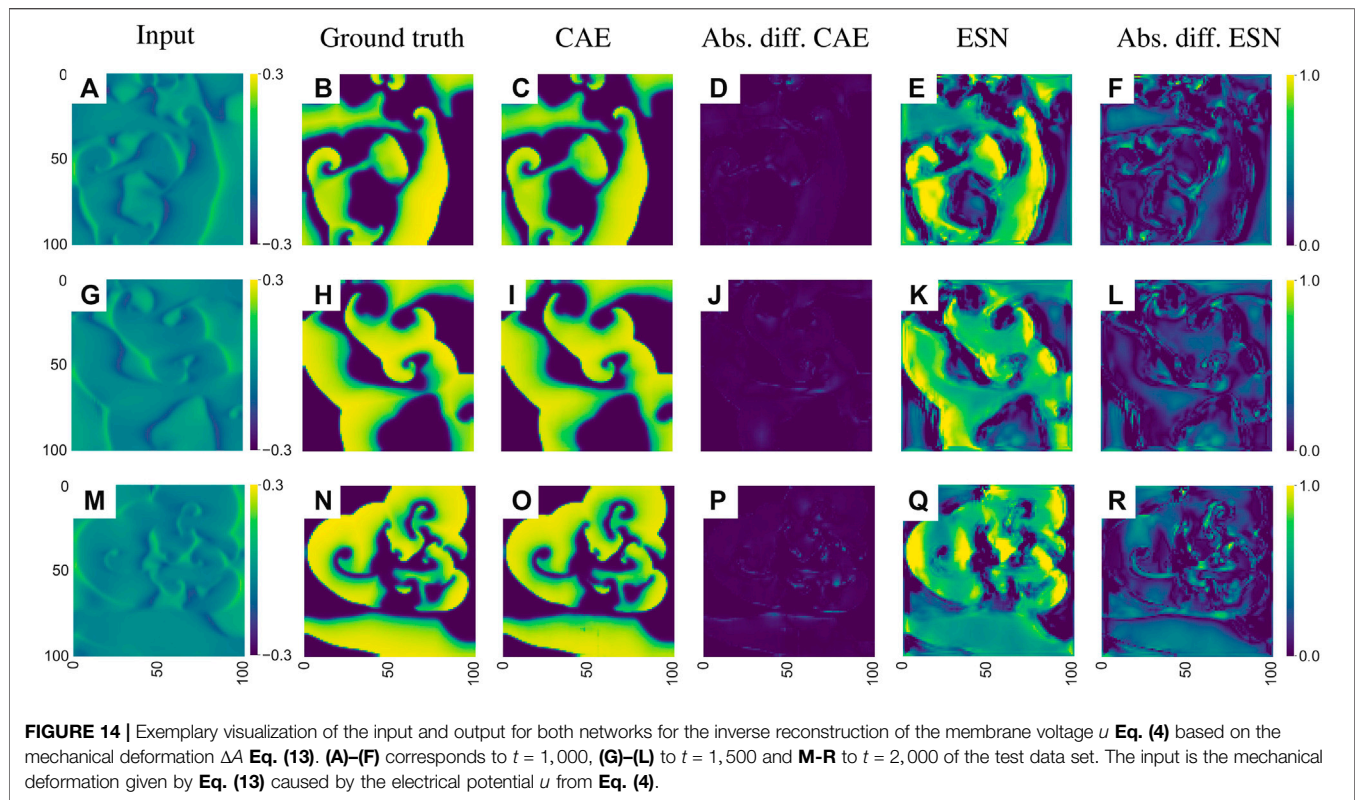 Input Ground truth CAE Abs. diff. CAE ESN Abs. diff. ESN
0 A 0.3 B C D E F 1.0
50
100 −0.3 0.0
0 G 0.3 H I J K L 1.0
50
100 −0.3 0.0
0 M 0.3 N O P Q R 1.0
50
100 −0.3 0.0
0 50 100 0 50 100 0 50 100 0 50 100 0 50 100 0 50 100
FIGURE 14 | Exemplary visualization of the input and output for both networks for the inverse reconstruction of the membrane voltage u Eq. (4) based on the
mechanical deformation ΔA Eq. (13). (A)–(F) corresponds to t = 1,000, (G)–(L) to t = 1,500 and M-R to t = 2,000 of the test data set. The input is the mechanical
deformation given by Eq. (13) caused by the electrical potential u from Eq. (4).